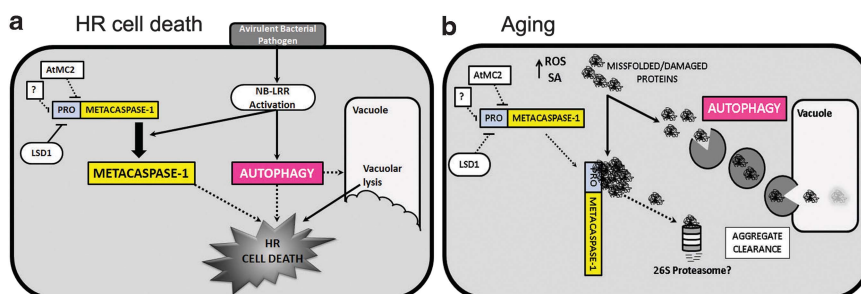 a HR cell death
Avirulent Bacterial
Pathogen
AtMC2
?
PRO METACASPASE-1
LSD1
NB-LRR
Activation
METACASPASE-1
AUTOPHAGY
Vacuole
Vacuolar
lysis
HR
CELL DEATH
b Aging
ROS
SA
MISSFOLDED/DAMAGED
PROTEINS
AtMC2
?
PRO METACASPASE-1
LSD1
AUTOPHAGY
Vacuole
PRO
METACASPASE-1
AGGREGATE
CLEARANCE
26S Proteasome?